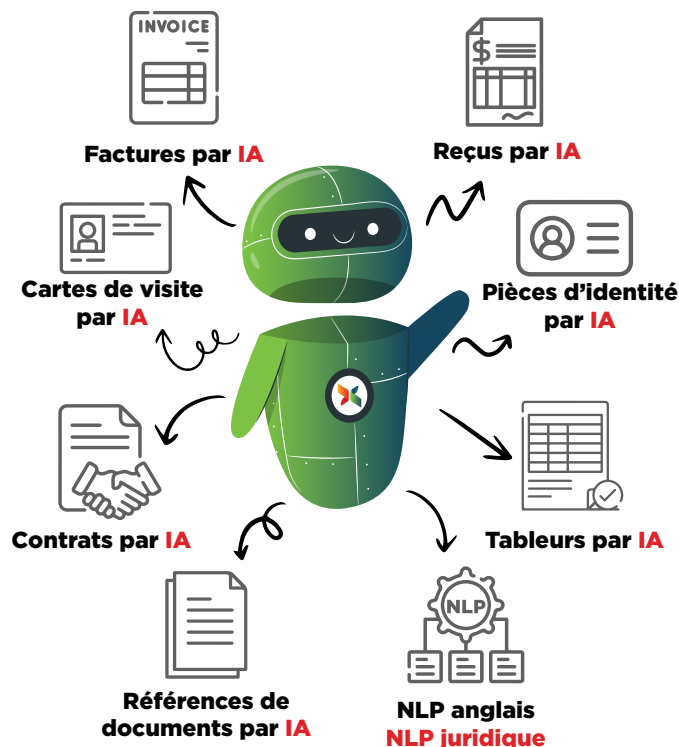 INVOICE
$
Factures par IA
Reçus par IA
Cartes de visite
par IA
Pièces d'identité
par IA
Contrats par IA
Tableurs par IA
Références de
documents par IA
NLP
NLP anglais
NLP juridique